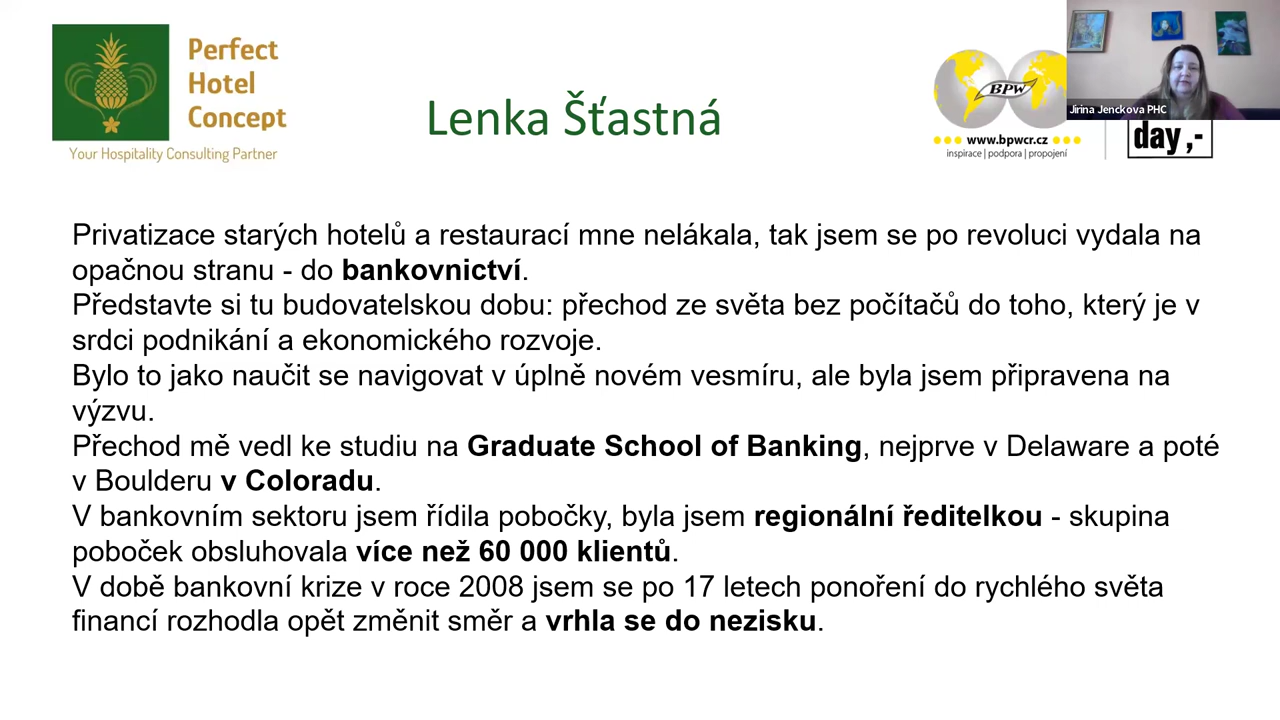 Perfect
Hotel
Concept
Your Hospitality Consulting Partner
Lenka Šťastná
BPW
www.bpwcr.cz
inspirace | podpora | propojení
Jirina Jenckova PHC
day ,-
Privatizace starých hotelů a restaurací mne nelákala, tak jsem se po revoluci vydala na
opačnou stranu - do bankovnictví.
Představte si tu budovatelskou dobu: přechod ze světa bez počítačů do toho, který je v
srdci podnikání a ekonomického rozvoje.
Bylo to jako naučit se navigovat v úplně novém vesmíru, ale byla jsem připravena na
výzvu.
Přechod mě vedl ke studiu na Graduate School of Banking, nejprve v Delaware a poté
v Boulderu v Coloradu.
V bankovním sektoru jsem řídila pobočky, byla jsem regionální ředitelkou - skupina
poboček obsluhovala více než 60 000 klientů.
V době bankovní krize v roce 2008 jsem se po 17 letech ponoření do rychlého světa
financí rozhodla opět změnit směr a vrhla se do nezisku.